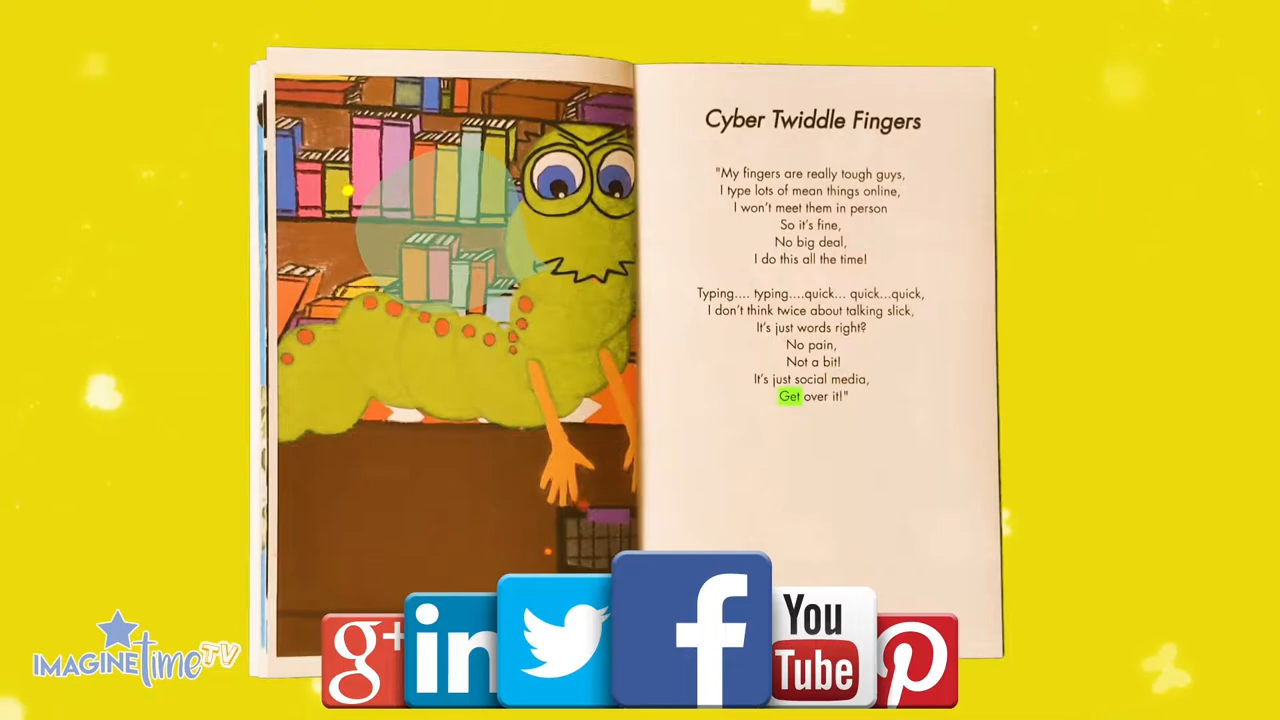 Cyber Twiddle Fingers
"My fingers are really tough guys,
I type lots of mean things online,
I won't meet them in person
So it's fine,
No big deal,
I do this all the time!
Typing.... typing....quick... quick...quick,
I don't think twice about talking slick,
It's just words right?
No pain,
Not a bit!
It's just social media,
Get over it!"
IMAGINE time TV
g+
in
f
You
Tube
P